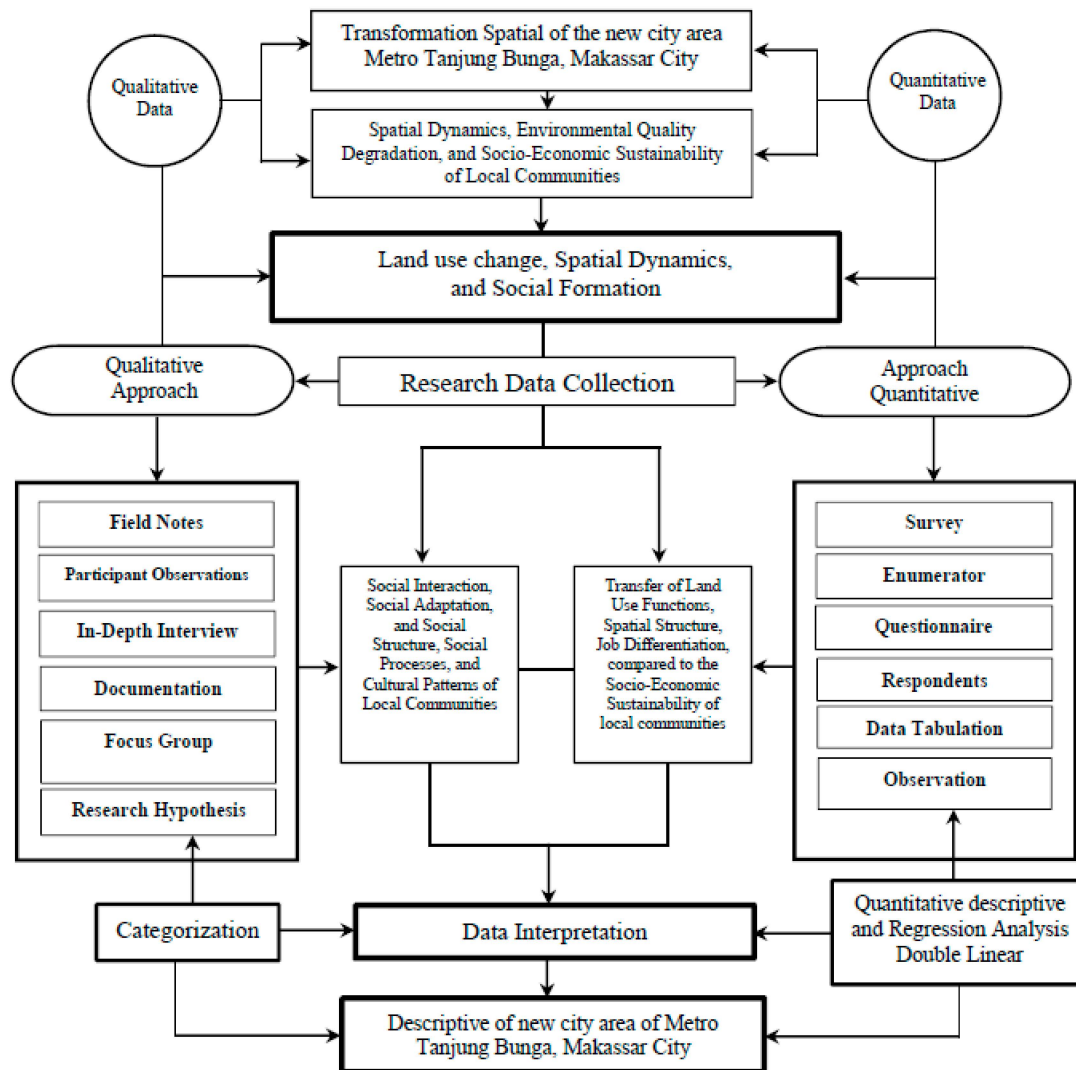 Transformation Spatial of the new city area
Metro Tanjung Bunga, Makassar City
Qualitative
Data
Quantitative
Data
Spatial Dynamics, Environmental Quality
Degradation, and Socio-Economic Sustainability
of Local Communities
Land use change, Spatial Dynamics,
and Social Formation
Qualitative
Approach
Research Data Collection
Approach
Quantitative
Field Notes
Participant Observations
In-Depth Interview
Documentation
Focus Group
Research Hypothesis
Social Interaction,
Social Adaptation,
and Social
Structure, Social
Processes, and
Cultural Patterns of
Local Communities
Transfer of Land
Use Functions,
Spatial Structure,
Job Differentiation,
compared to the
Socio-Economic
Sustainability of
local communities
Survey
Enumerator
Questionnaire
Respondents
Data Tabulation
Observation
Categorization
Data Interpretation
Quantitative descriptive
and Regression Analysis
Double Linear
Descriptive of new city area of Metro
Tanjung Bunga, Makassar City